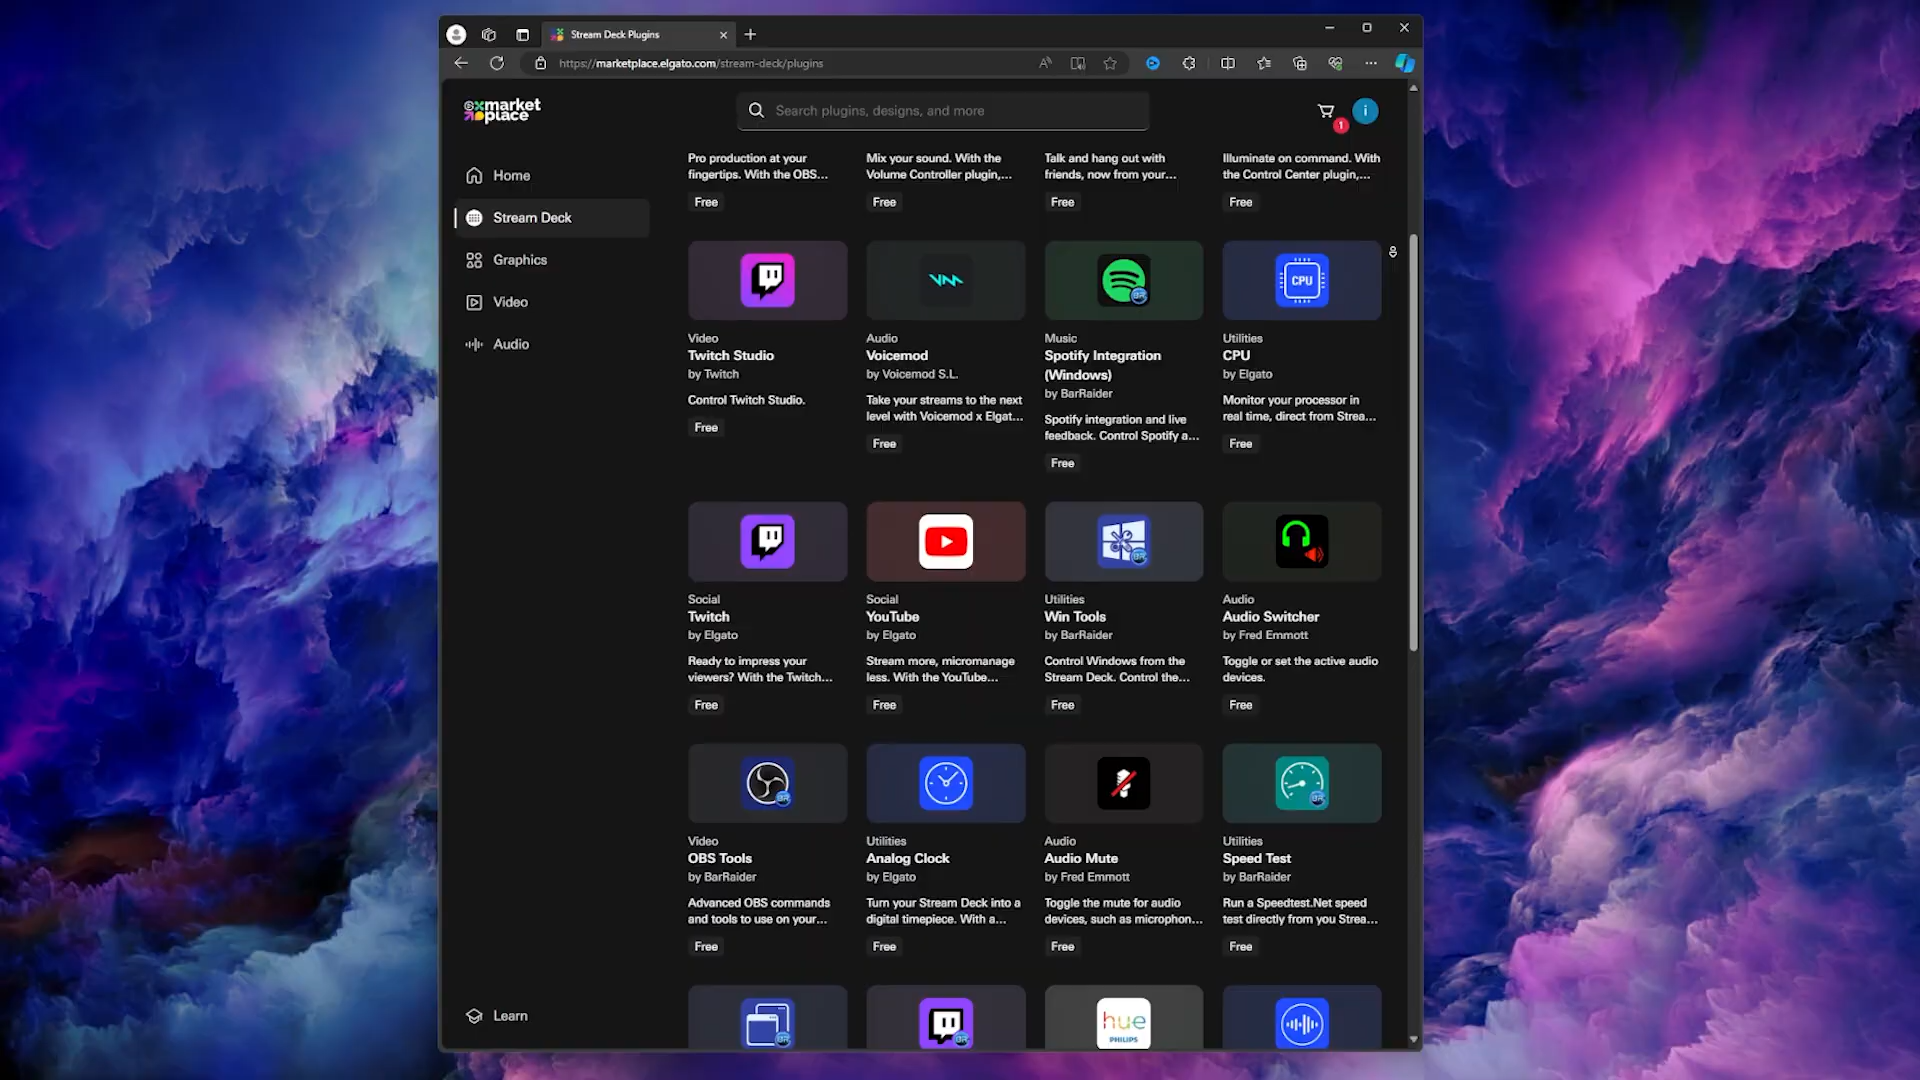 Stream Deck Plugins
https://marketplace.elgato.com/stream-deck/plugins
market
place
Search plugins, designs, and more
1
i
Home
Stream Deck
Graphics
Video
Audio
Learn
Pro production at your
fingertips. With the OBS...
Free
Mix your sound. With the
Volume Controller plugin,...
Free
Talk and hang out with
friends, now from your...
Free
Illuminate on command. With
the Control Center plugin,...
Free
Video
Twitch Studio
by Twitch
Control Twitch Studio.
Free
Audio
Voicemod
by Voicemod S.L.
Take your streams to the next
level with Voicemod x Elgat...
Free
BR
Music
Spotify Integration
(Windows)
by BarRaider
Spotify integration and live
feedback. Control Spotify a...
Free
CPU
Utilities
CPU
by Elgato
Monitor your processor in
real time, direct from Strea...
Free
Social
Twitch
by Elgato
Ready to impress your
viewers? With the Twitch...
Free
Social
YouTube
by Elgato
Stream more, micromanage
less. With the YouTube...
Free
BR
Utilities
Win Tools
by BarRaider
Control Windows from the
Stream Deck. Control the...
Free
Audio
Audio Switcher
by Fred Emmott
Toggle or set the active audio
devices.
Free
BR
Video
OBS Tools
by BarRaider
Advanced OBS commands
and tools to use on your...
Free
Utilities
Analog Clock
by Elgato
Turn your Stream Deck into a
digital timepiece. With a...
Free
Audio
Audio Mute
by Fred Emmott
Toggle the mute for audio
devices, such as microphon...
Free
BR
Utilities
Speed Test
by BarRaider
Run a Speedtest.Net speed
test directly from you Strea...
Free
BR
BR
hue
PHILIPS